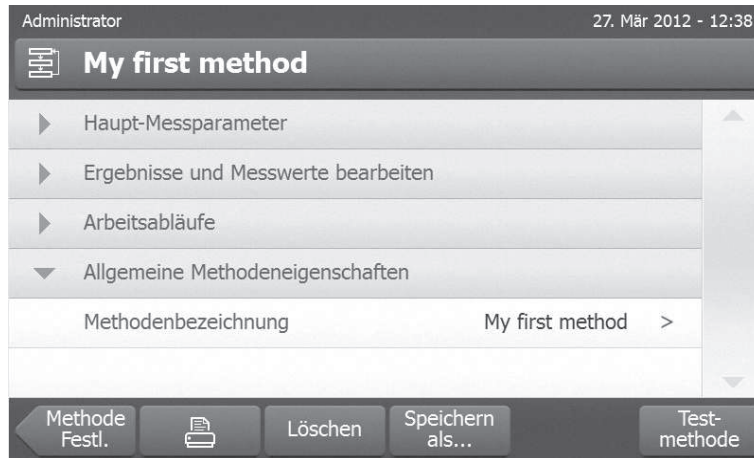 Administrator 27. Mär 2012 - 12:38
My first method
Haupt-Messparameter
Ergebnisse und Messwerte bearbeiten
Arbeitsabläufe
Allgemeine Methodeneigenschaften
Methodenbezeichnung My first method >
Methode
Festl.
Löschen
Speichern
als...
Test-
methode